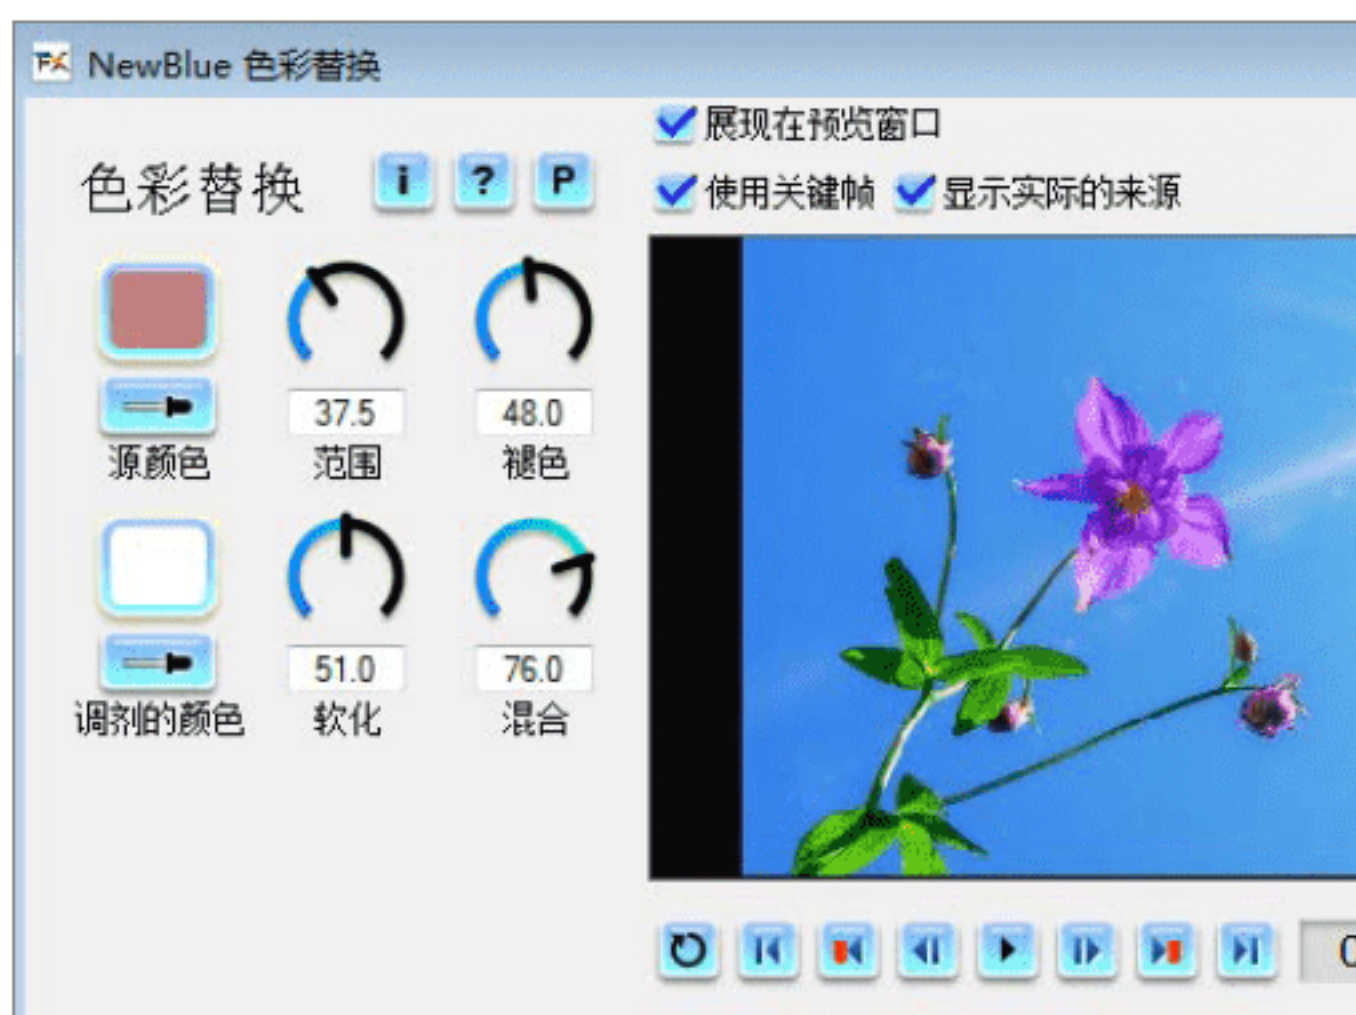 NewBlue 色彩替换
展现在预览窗口
色彩替换 i ? P
使用关键帧 显示实际的来源
37.5 48.0
源颜色 范围 褪色
51.0 76.0
调剂的颜色 软化 混合